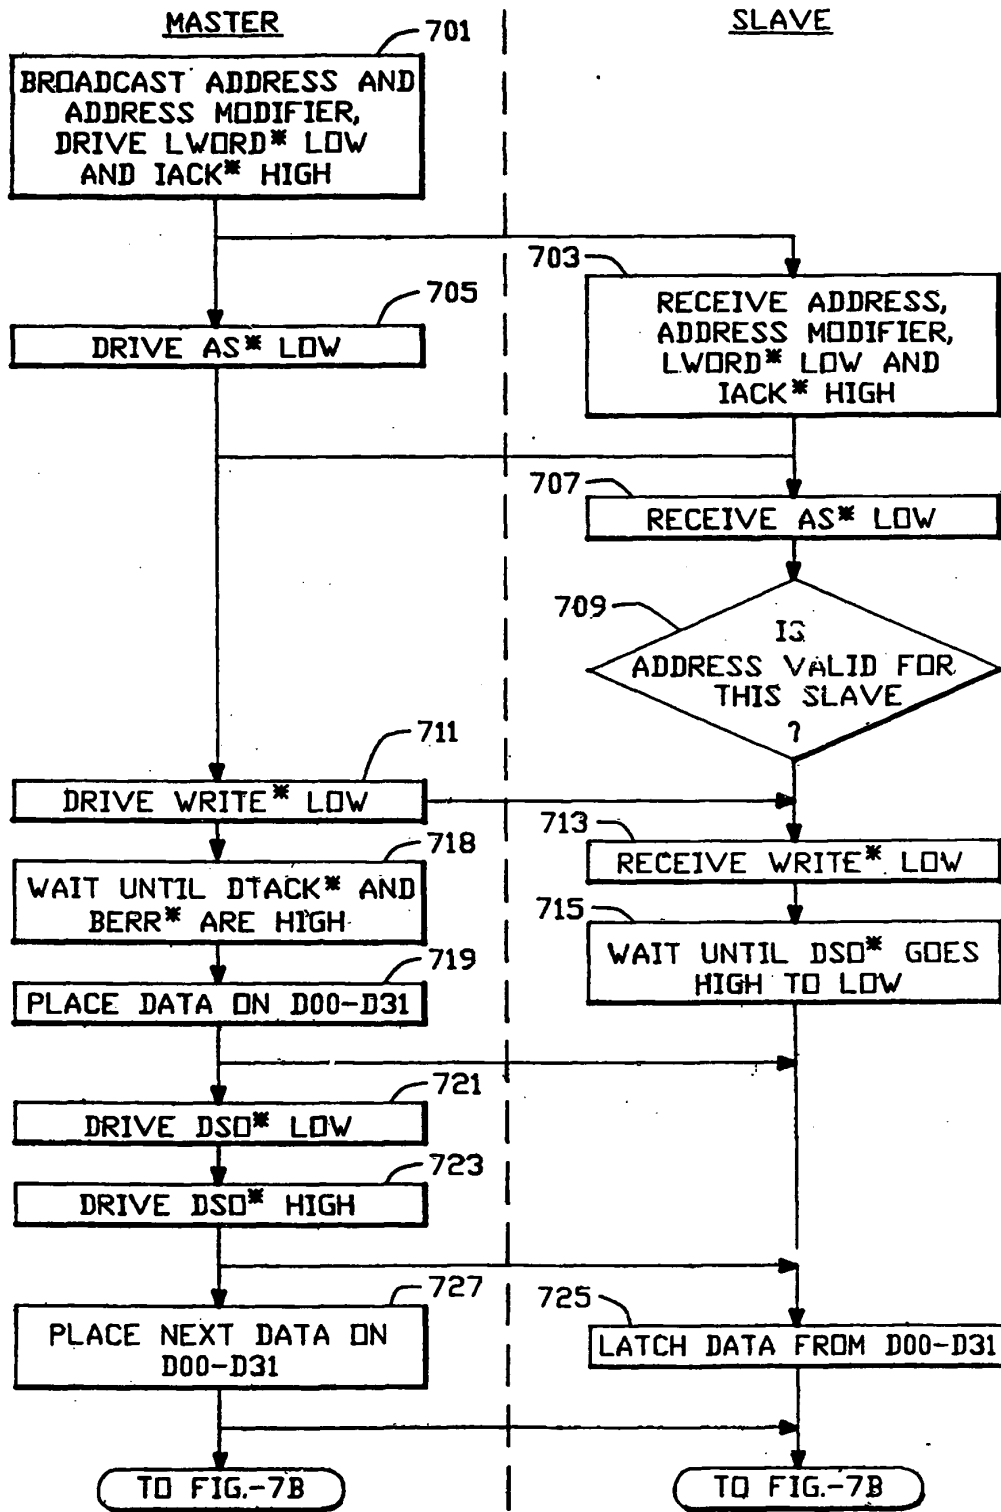 MASTER
SLAVE
701
BROADCAST ADDRESS AND
ADDRESS MODIFIER,
DRIVE LWORD* LOW
AND IACK* HIGH
703
RECEIVE ADDRESS,
ADDRESS MODIFIER,
LWORD* LOW AND
IACK* HIGH
705
DRIVE AS* LOW
707
RECEIVE AS* LOW
709
IS
ADDRESS VALID FOR
THIS SLAVE
?
711
DRIVE WRITE* LOW
713
RECEIVE WRITE* LOW
718
WAIT UNTIL DTACK* AND
BERR* ARE HIGH
715
WAIT UNTIL DSO* GOES
HIGH TO LOW
719
PLACE DATA ON D00-D31
721
DRIVE DSO* LOW
723
DRIVE DSO* HIGH
727
PLACE NEXT DATA ON
D00-D31
725
LATCH DATA FROM D00-D31
TO FIG.-7B
TO FIG.-7B